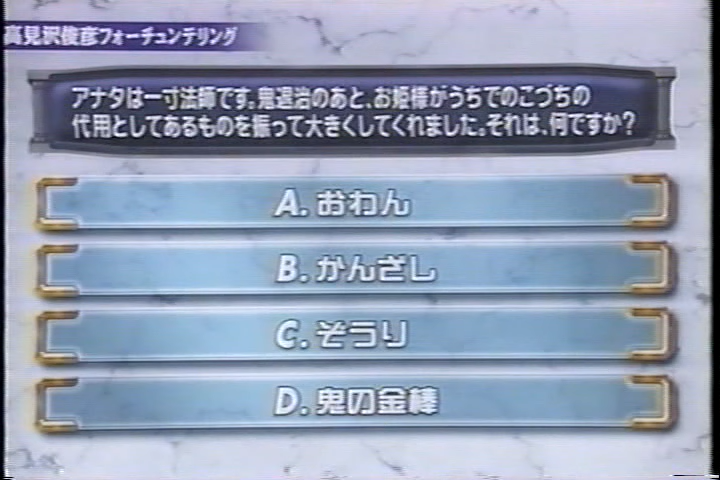 高見沢俊彦フォーチュンテリング
アナタは一寸法師です。鬼退治のあと、お姫様がうちでのこづちの
代用としてあるものを振って大きくしてくれました。それは、何ですか?
A. おわん
B. かんざし
C. ぞうり
D. 鬼の金棒